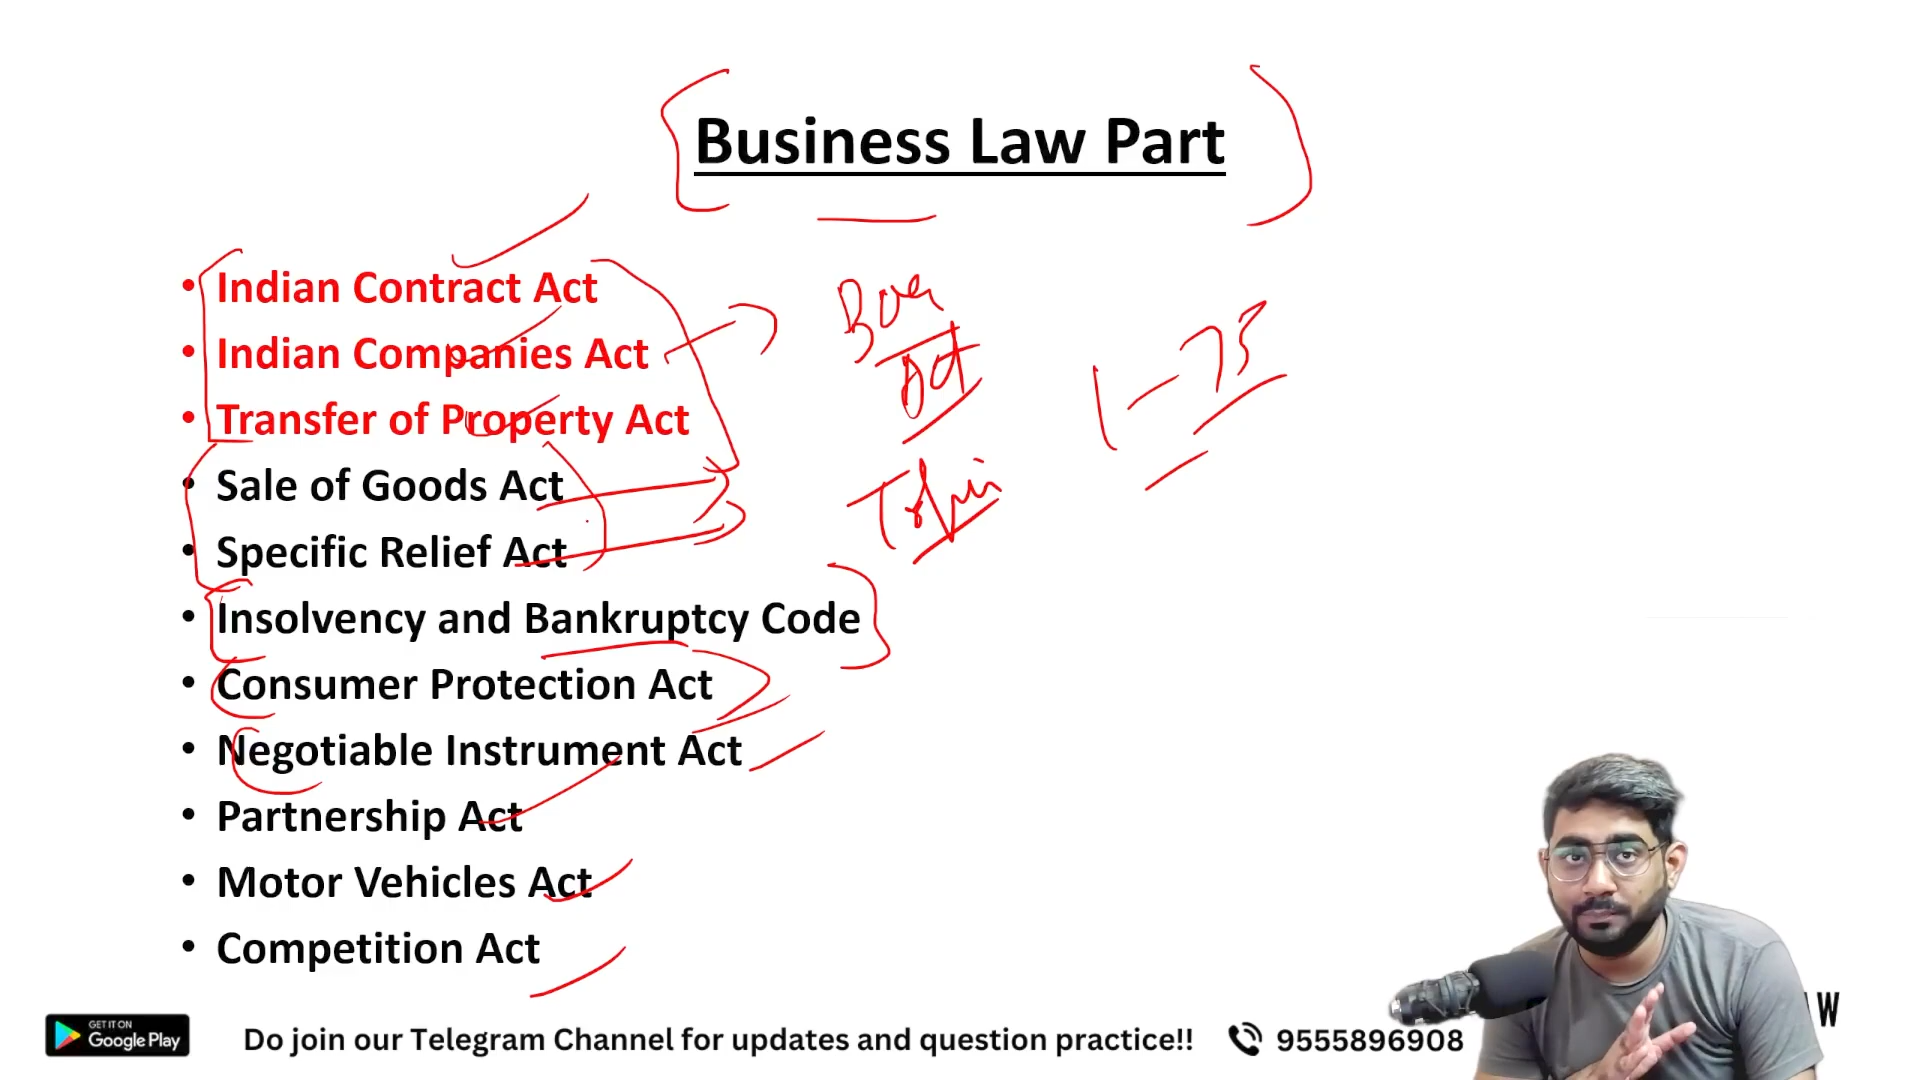 Business Law Part
• Indian Contract Act
• Indian Companies Act
• Transfer of Property Act
• Sale of Goods Act
• Specific Relief Act
• Insolvency and Bankruptcy Code
• Consumer Protection Act
• Negotiable Instrument Act
• Partnership Act
• Motor Vehicles Act
• Competition Act
1-75
GET IT ON
Google Play
Do join our Telegram Channel for updates and question practice!!
9555896908